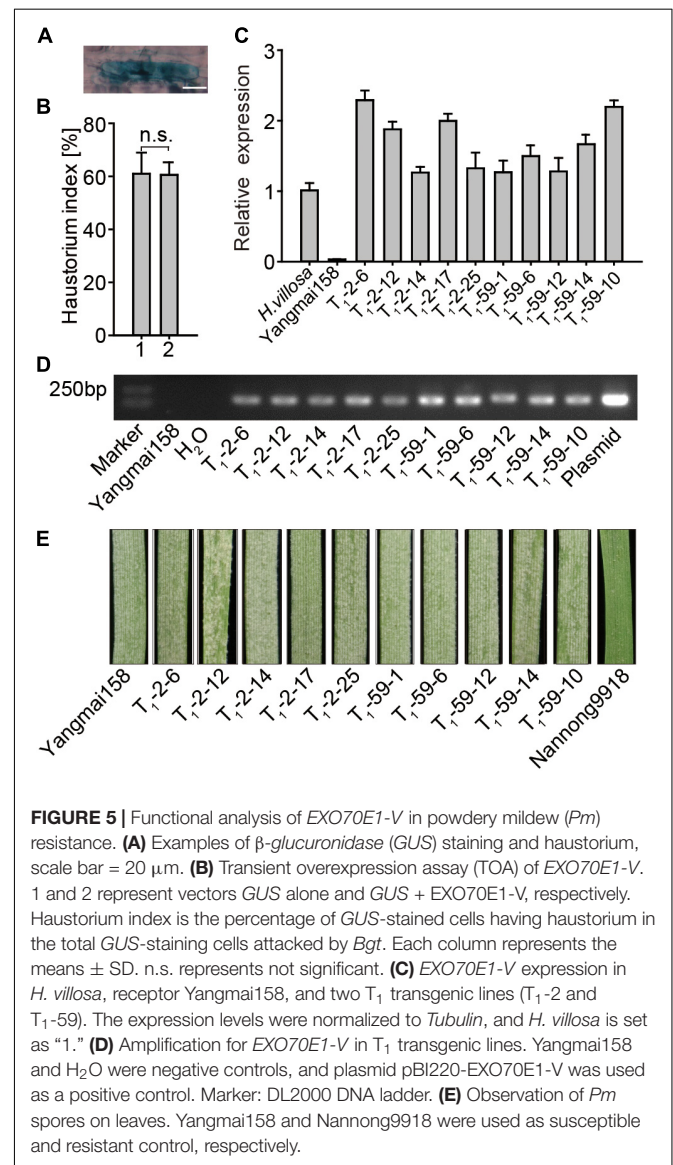 A
B
Haustorium index [%]
80
60
40
20
0
n.s.
1 2
C
Relative expression
3
2
1
0
H.villosa
Yangmai158
T1-2-6
T1-2-12
T1-2-14
T1-2-17
T1-2-25
T1-59-1
T1-59-6
T1-59-12
T1-59-14
T1-59-10
D
250bp
Marker
Yangmai158
H2O
T1-2-6
T1-2-12
T1-2-14
T1-2-17
T1-2-25
T1-59-1
T1-59-6
T1-59-12
T1-59-14
T1-59-10
Plasmid
E
Yangmai158
T1-2-6
T1-2-12
T1-2-14
T1-2-17
T1-2-25
T1-59-1
T1-59-6
T1-59-12
T1-59-14
T1-59-10
Nannong9918
FIGURE 5 | Functional analysis of EXO70E1-V in powdery mildew (Pm)
resistance. (A) Examples of β-glucuronidase (GUS) staining and haustorium,
scale bar = 20 μm. (B) Transient overexpression assay (TOA) of EXO70E1-V.
1 and 2 represent vectors GUS alone and GUS + EXO70E1-V, respectively.
Haustorium index is the percentage of GUS-stained cells having haustorium in
the total GUS-staining cells attacked by Bgt. Each column represents the
means ± SD. n.s. represents not significant. (C) EXO70E1-V expression in
H. villosa, receptor Yangmai158, and two T1 transgenic lines (T1-2 and
T1-59). The expression levels were normalized to Tubulin, and H. villosa is set
as “1.” (D) Amplification for EXO70E1-V in T1 transgenic lines. Yangmai158
and H2O were negative controls, and plasmid pBI220-EXO70E1-V was used
as a positive control. Marker: DL2000 DNA ladder. (E) Observation of Pm
spores on leaves. Yangmai158 and Nannong9918 were used as susceptible
and resistant control, respectively.